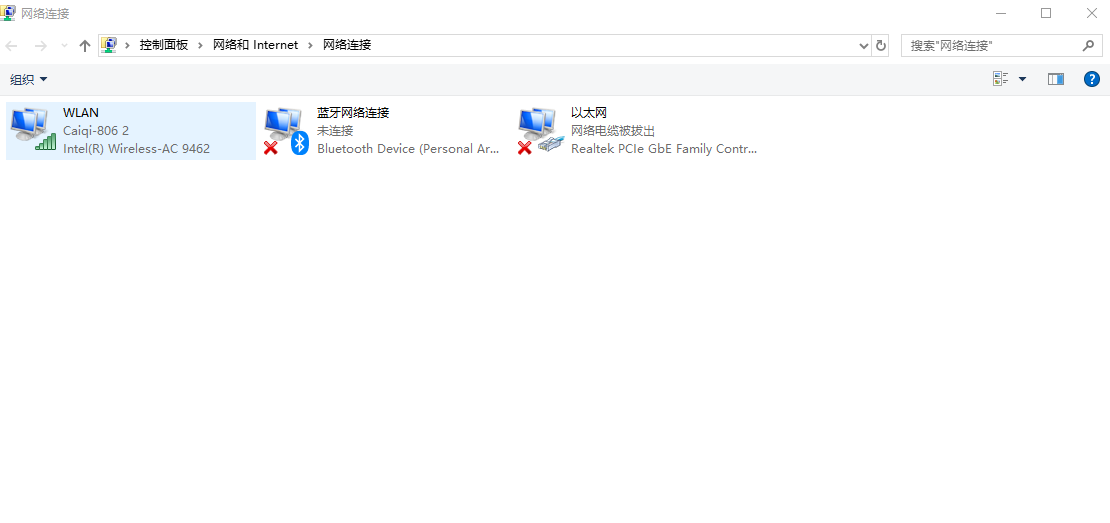 网络连接
控制面板 网络和 Internet 网络连接
搜索"网络连接"
组织
WLAN
Caiqi-806 2
Intel(R) Wireless-AC 9462
蓝牙网络连接
未连接
Bluetooth Device (Personal Ar...
以太网
网络电缆被拔出
Realtek PCIe GbE Family Contr...